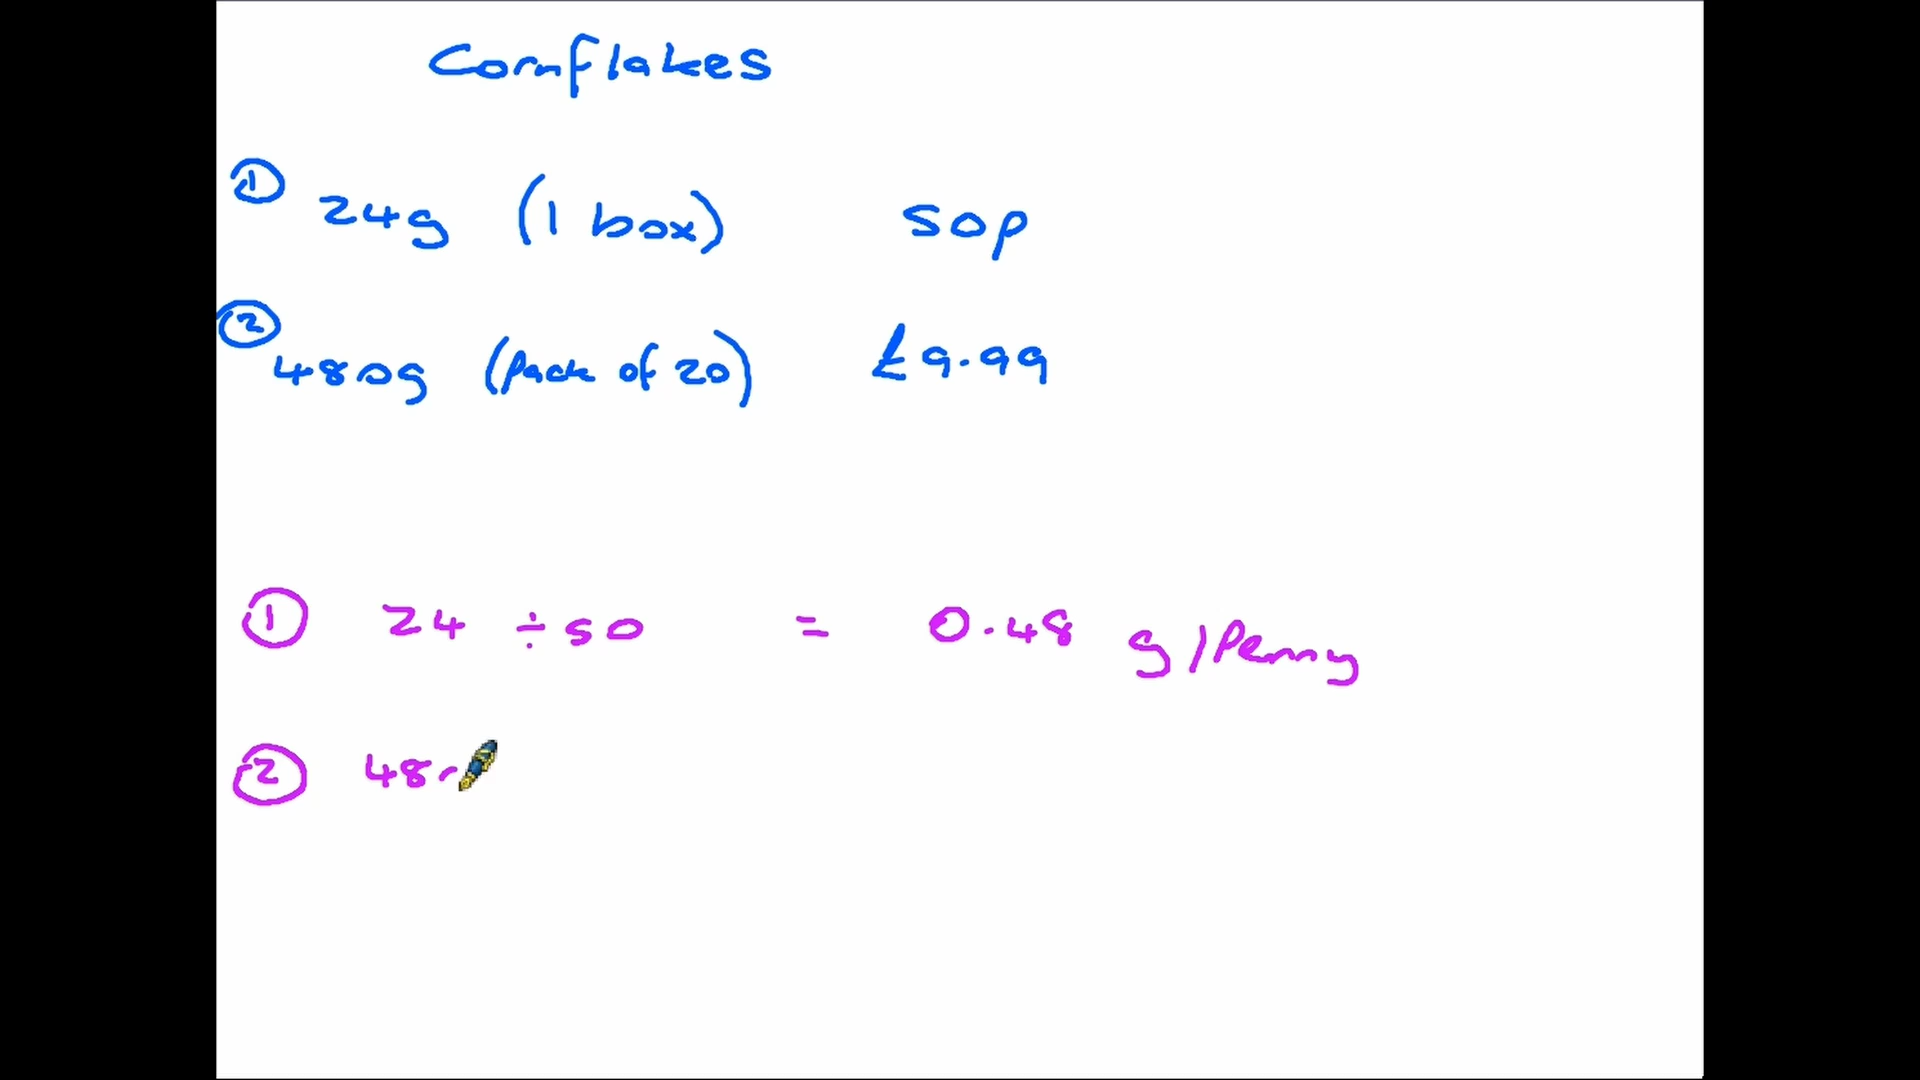 Cornflakes
① 24g (1 box) 50p
② 480g (Pack of 20) £9.99
① 24 ÷ 50 = 0.48 g/Penny
② 48